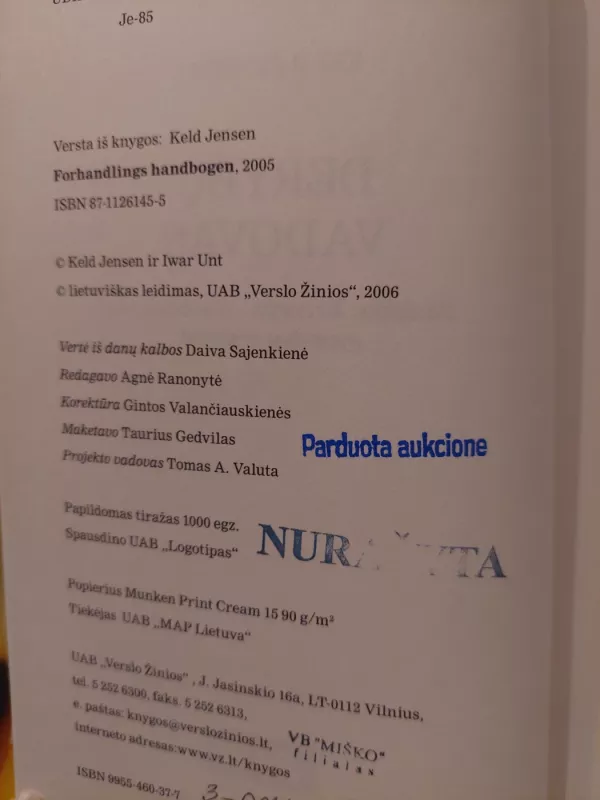 Je-85
Versta iš knygos: Keld Jensen
Forhandlings handbogen, 2005
ISBN 87-1126145-5
© Keld Jensen ir Iwar Unt
© lietuviškas leidimas, UAB „Verslo Žinios“, 2006
Vertė iš danų kalbos Daiva Sajenkienė
Redagavo Agnė Ranonytė
Korektūra Gintos Valančiauskienės
Maketavo Taurius Gedvilas
Projekto vadovas Tomas A. Valuta
Parduota aukcione
Papildomas tiražas 1000 egz.
Spausdino UAB „Logotipas“
NURAŠYTA
Popierius Munken Print Cream 15 90 g/m²
Tiekėjas UAB „MAP Lietuva“
UAB „Verslo Žinios“ , J. Jasinskio 16a, LT-0112 Vilnius,
tel. 5 252 6300, faks. 5 252 6313,
e. paštas: knygos@verslozinios.lt,
interneto adresas:www.vz.lt/knygos
VB "MIŠKO"
filialas
ISBN 9955-460-37-7